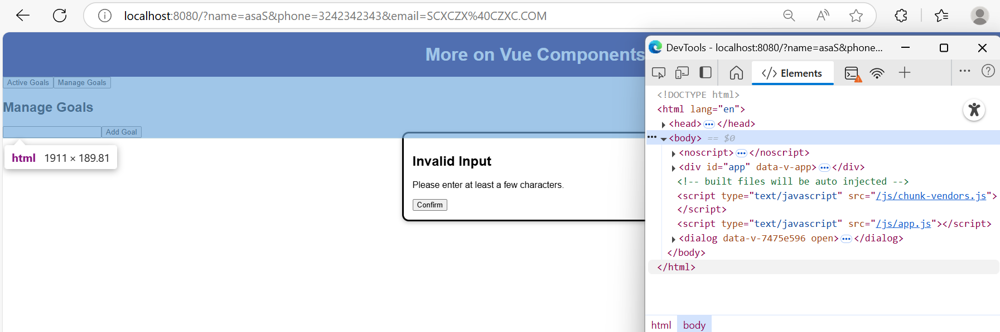 localhost:8080/?name=asaS&phone=3242342343&email=SCXCZX%40CZXC.COM
More on Vue Components
Active Goals Manage Goals
Manage Goals
Add Goal
html 1911 × 189.81
Invalid Input
Please enter at least a few characters.
Confirm
DevTools - localhost:8080/?name=asaS&phone...
</> Elements
<!DOCTYPE html>
<html lang="en">
<head> ... </head>
<body> == $0
<noscript> ... </noscript>
<div id="app" data-v-app> ... </div>
<!-- built files will be auto injected -->
<script type="text/javascript" src="/js/chunk-vendors.js">
</script>
<script type="text/javascript" src="/js/app.js"></script>
<dialog data-v-7475e596 open> ... </dialog>
</body>
</html>
html body